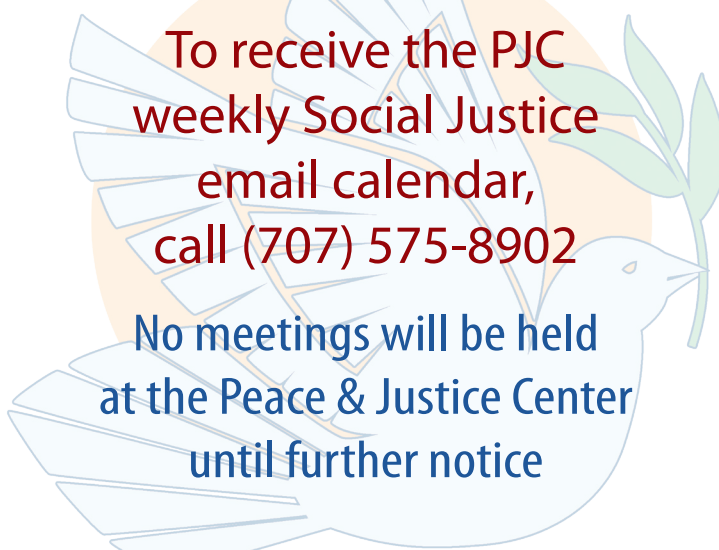 To receive the PJC
weekly Social Justice
email calendar,
call (707) 575-8902
No meetings will be held
at the Peace & Justice Center
until further notice